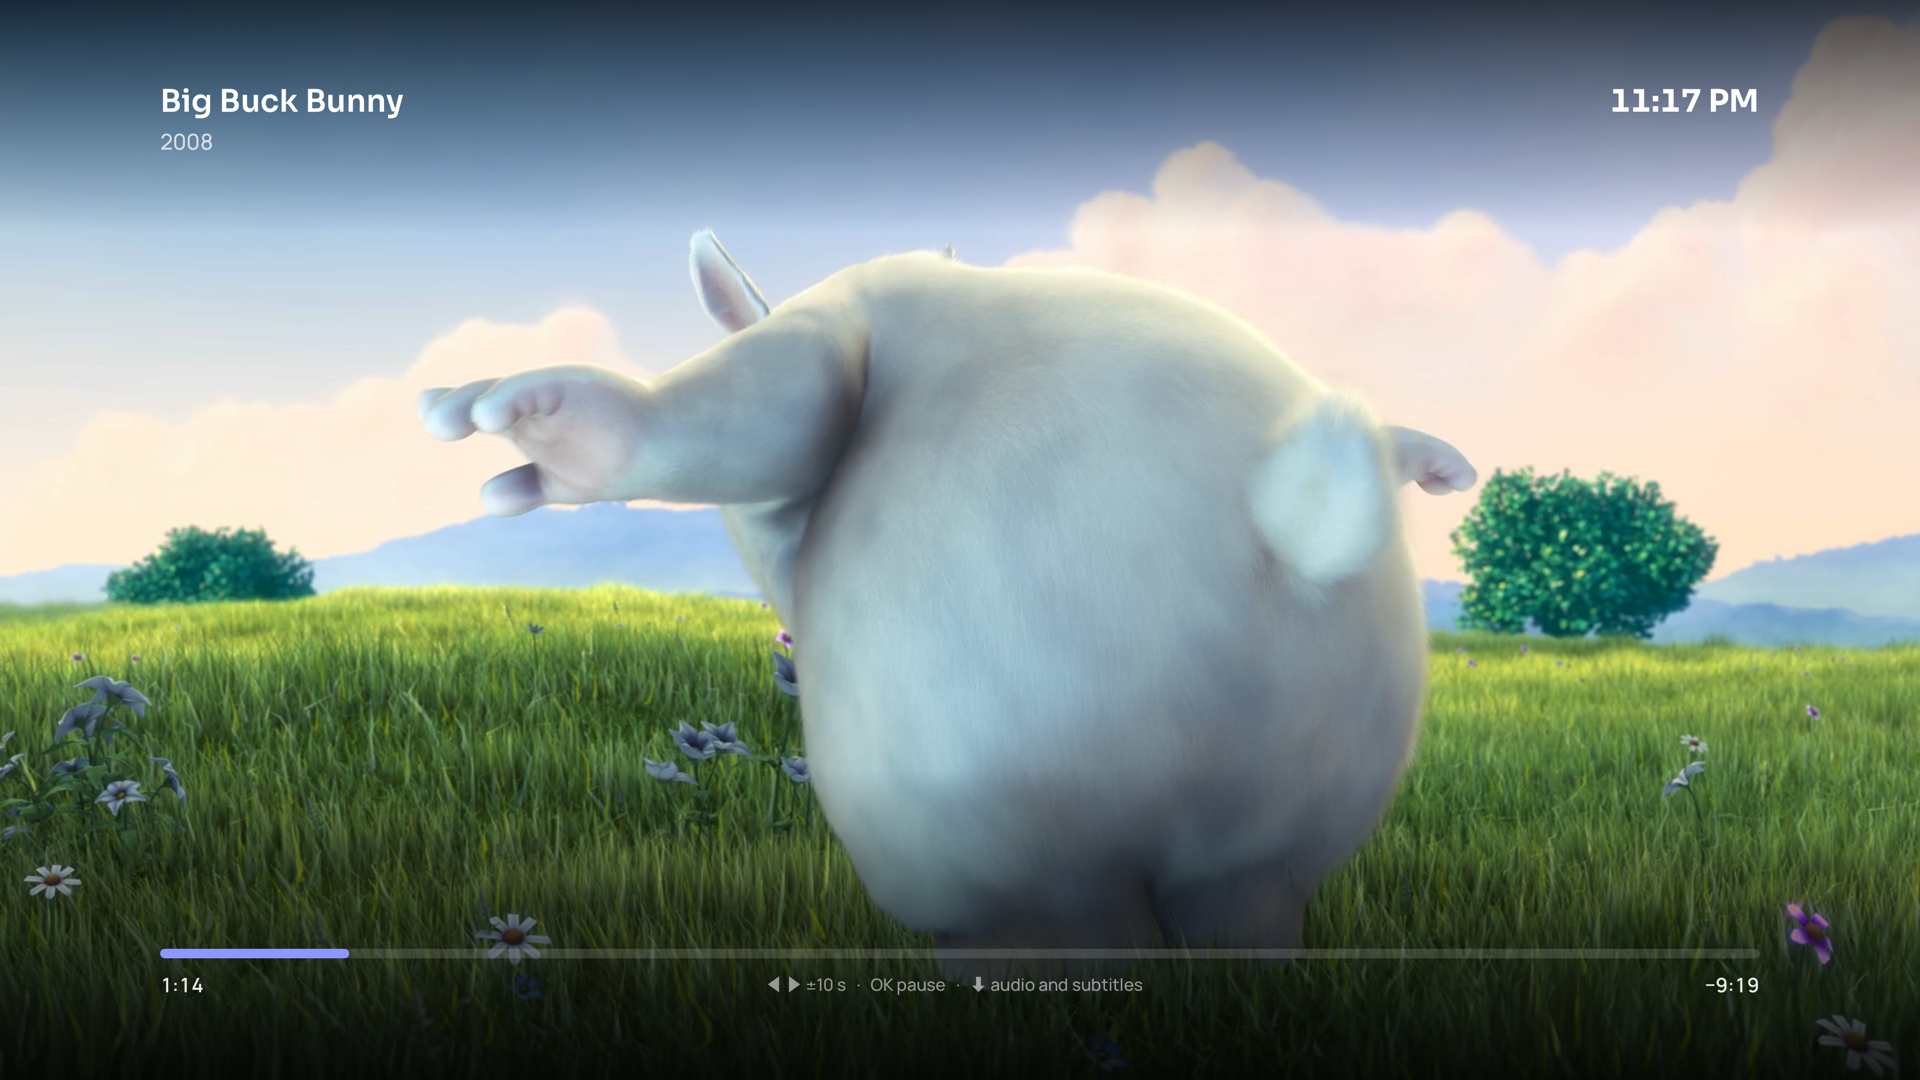 Big Buck Bunny
11:17 PM
2008
1:14
◀ ▶ ±10 s · OK pause · ⬇ audio and subtitles
−9:19